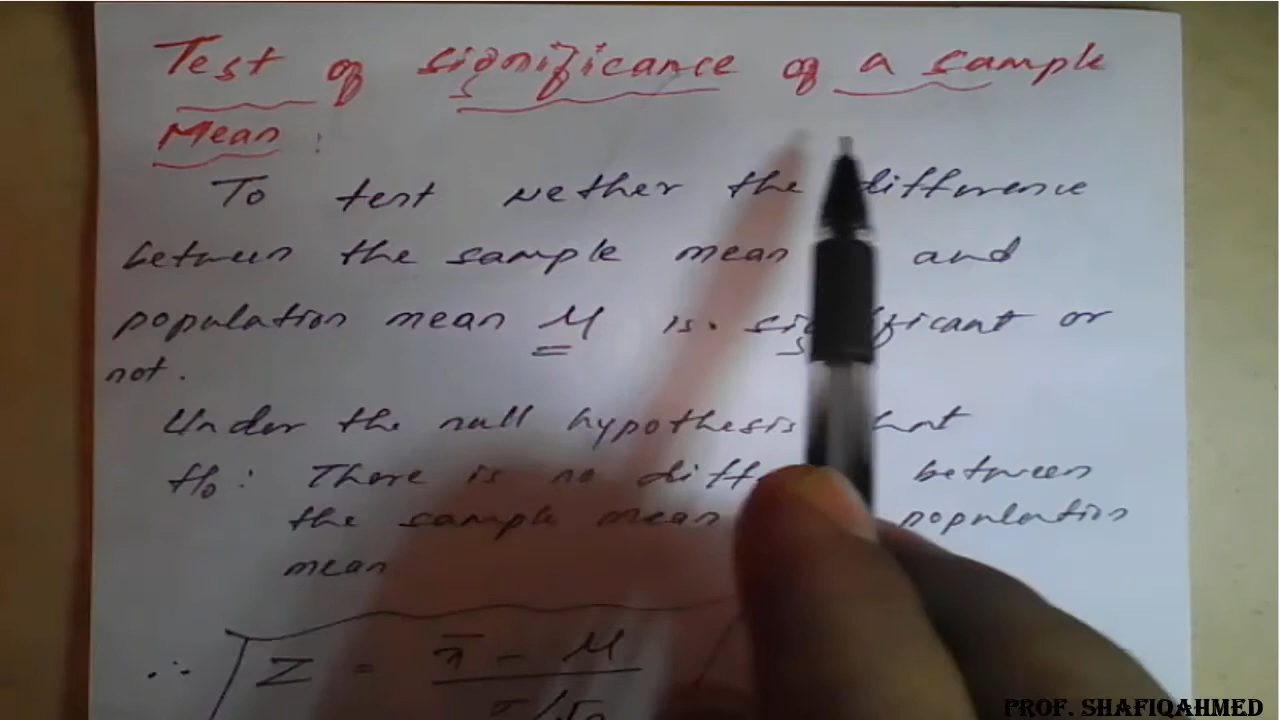 Test of significance of a sample
Mean :
To test wether the difference
between the sample mean and
population mean μ is significant or
not.
Under the null hypothesis that
H₀ : There is no between
the sample mean population
mean
∴ Z = x̄ - μ
PROF. SHAFIQAHMED